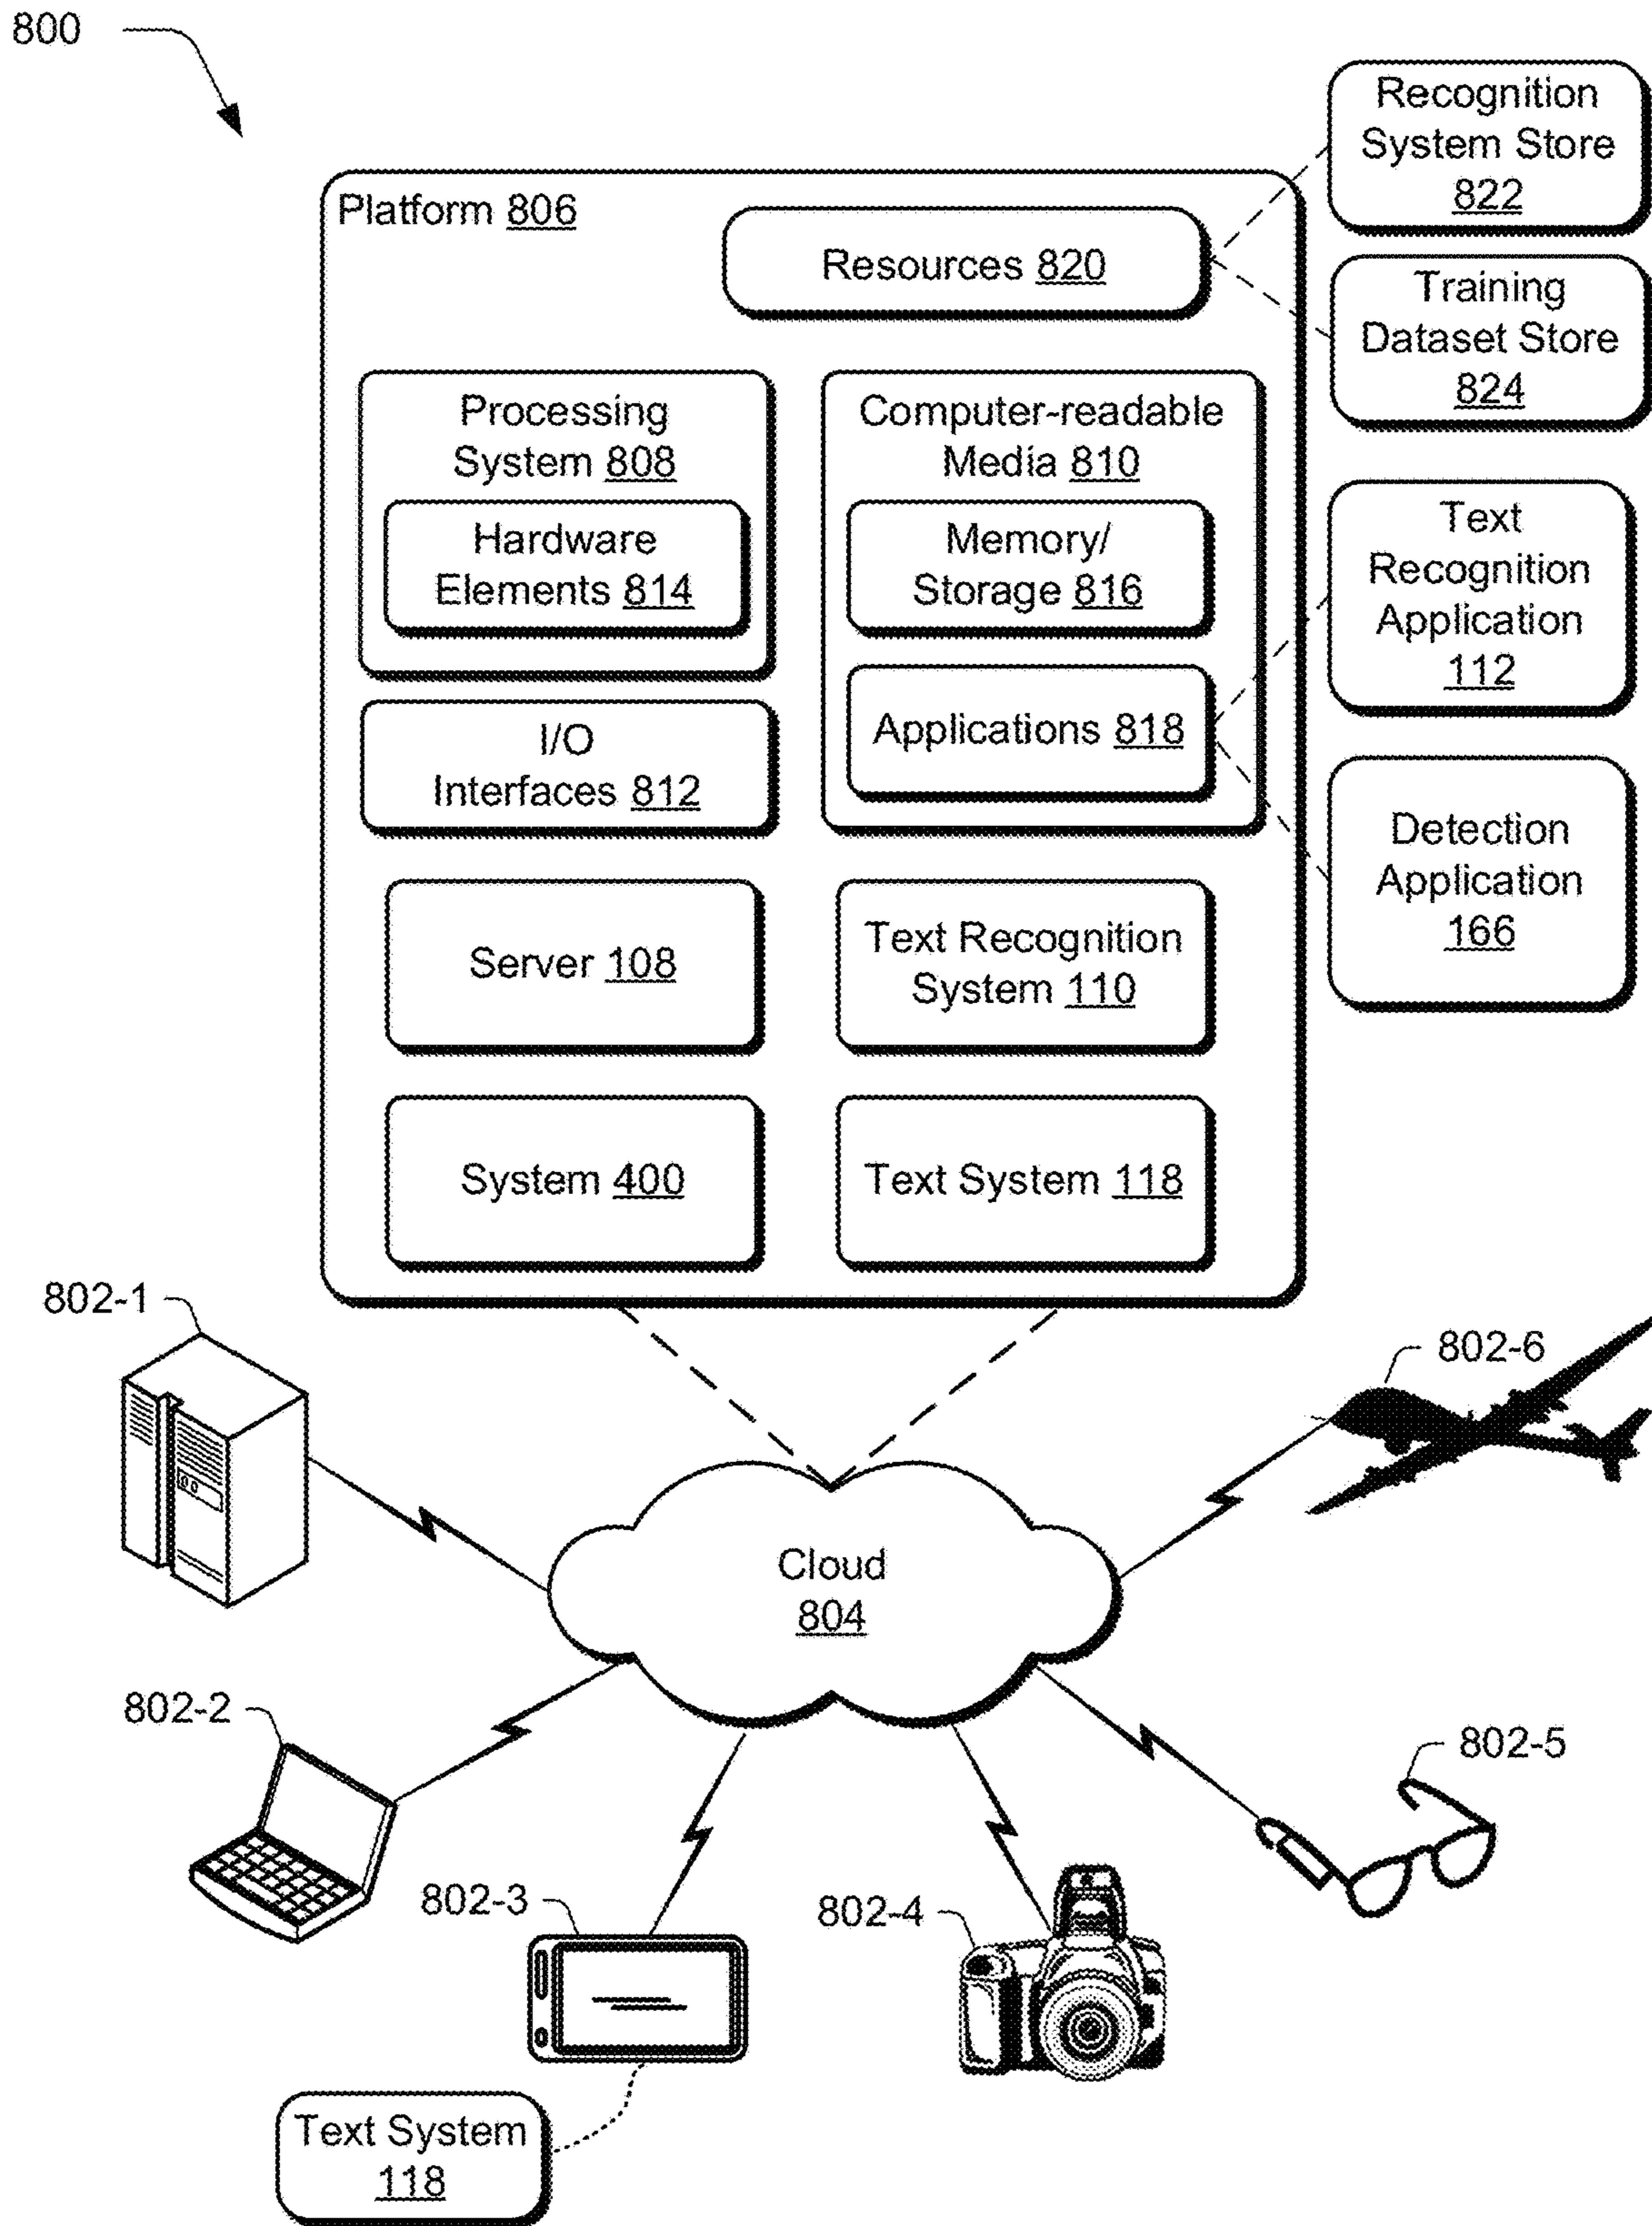 800
Recognition
System Store
822
Platform 806
Resources 820
Training
Dataset Store
824
Processing
System 808
Hardware
Elements 814
Computer-readable
Media 810
Memory/
Storage 816
Applications 818
Text
Recognition
Application
112
I/O
Interfaces 812
Detection
Application
166
Server 108
Text Recognition
System 110
System 400
Text System 118
802-1
802-6
Cloud
804
802-2
802-5
802-3
802-4
Text System
118